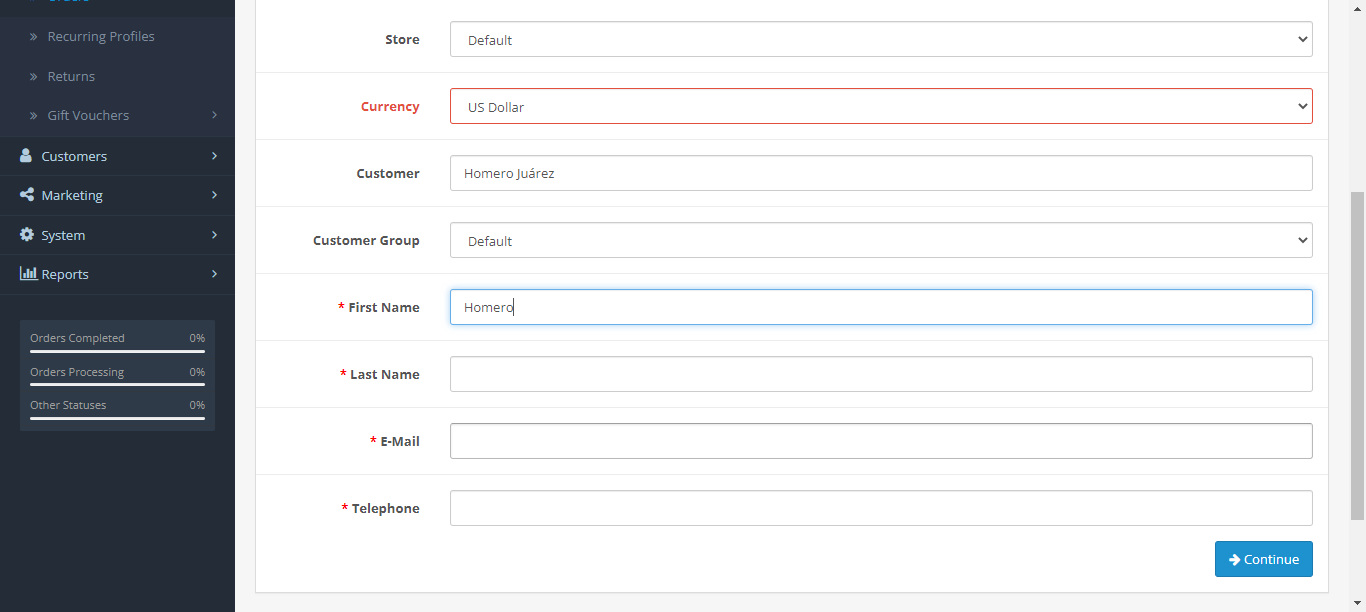 Recurring Profiles
Returns
Gift Vouchers
Customers
Marketing
System
Reports
Orders Completed 0%
Orders Processing 0%
Other Statuses 0%
Store Default
Currency US Dollar
Customer Homero Juárez
Customer Group Default
* First Name Homero
* Last Name
* E-Mail
* Telephone
Continue